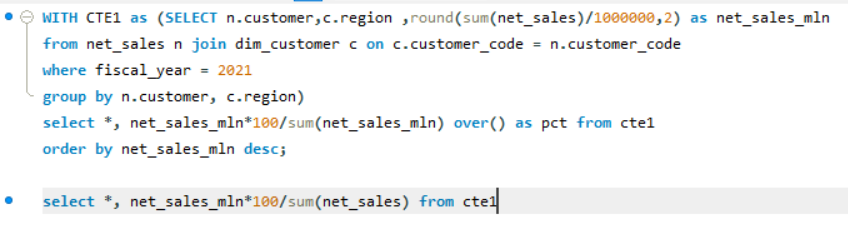 WITH CTE1 as (SELECT n.customer,c.region ,round(sum(net_sales)/1000000,2) as net_sales_mln
from net_sales n join dim_customer c on c.customer_code = n.customer_code
where fiscal_year = 2021
group by n.customer, c.region)
select *, net_sales_mln*100/sum(net_sales_mln) over() as pct from cte1
order by net_sales_mln desc;
select *, net_sales_mln*100/sum(net_sales) from cte1